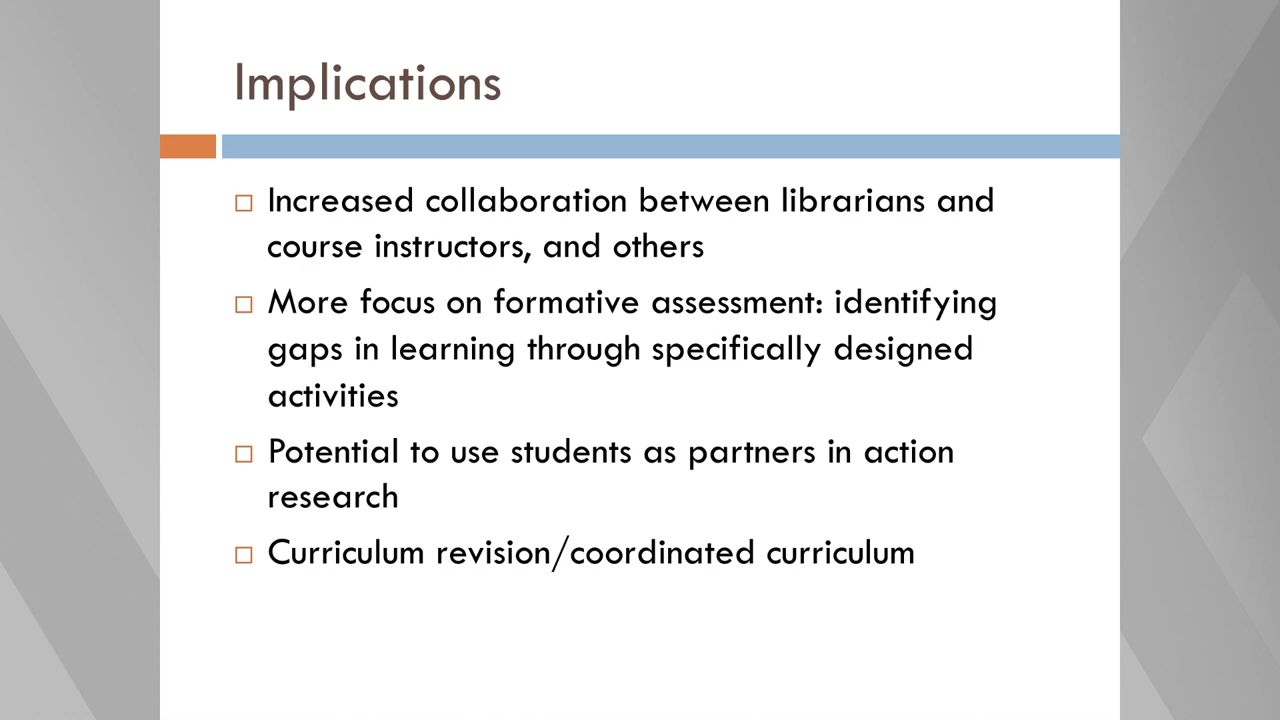 Implications
Increased collaboration between librarians and
course instructors, and others
More focus on formative assessment: identifying
gaps in learning through specifically designed
activities
Potential to use students as partners in action
research
Curriculum revision/coordinated curriculum